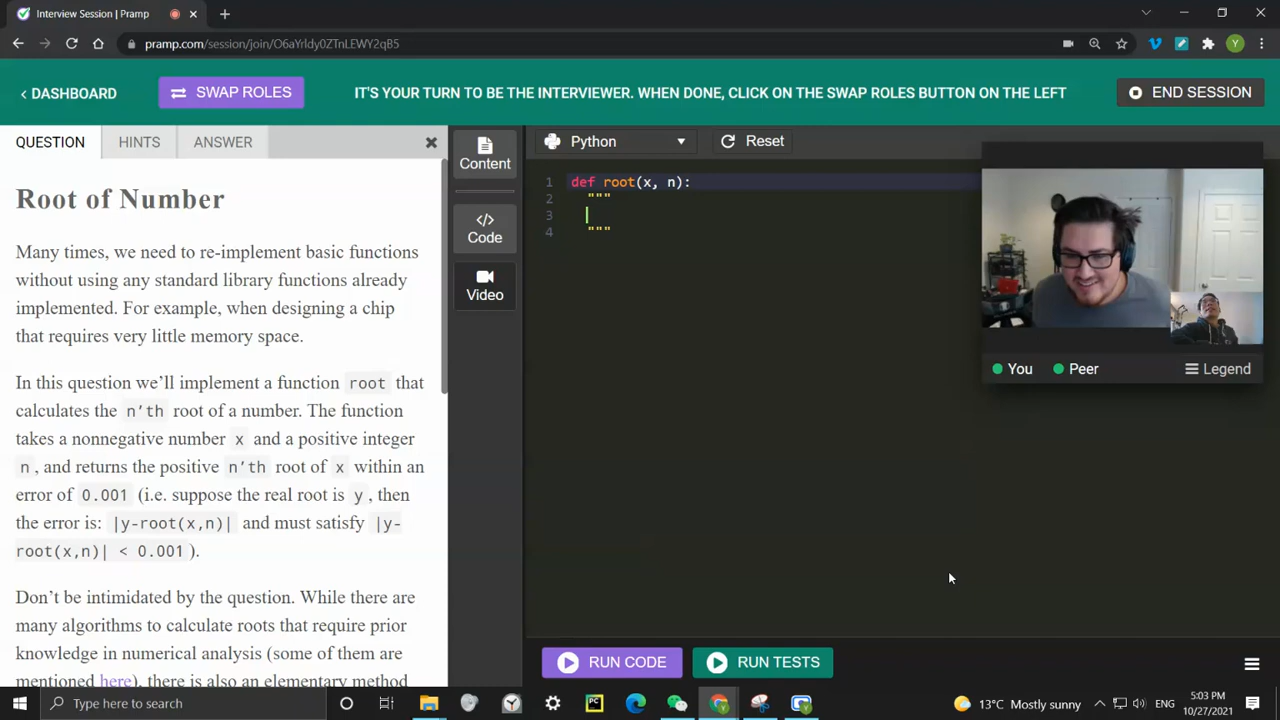 Interview Session | Pramp
pramp.com/session/join/O6aYrldy0ZTnLEWY2qB5
Y
< DASHBOARD
SWAP ROLES
IT'S YOUR TURN TO BE THE INTERVIEWER. WHEN DONE, CLICK ON THE SWAP ROLES BUTTON ON THE LEFT
END SESSION
QUESTION
HINTS
ANSWER
Content
Code
Video
Python
Reset
Root of Number
Many times, we need to re-implement basic functions
without using any standard library functions already
implemented. For example, when designing a chip
that requires very little memory space.
In this question we'll implement a function root that
calculates the n'th root of a number. The function
takes a nonnegative number x and a positive integer
n, and returns the positive n'th root of x within an
error of 0.001 (i.e. suppose the real root is y, then
the error is: |y-root(x,n)| and must satisfy |y-
root(x,n)| < 0.001).
Don't be intimidated by the question. While there are
many algorithms to calculate roots that require prior
knowledge in numerical analysis (some of them are
mentioned here), there is also an elementary method
1 def root(x, n):
2 """
3
4 """
You
Peer
Legend
RUN CODE
RUN TESTS
Type here to search
PC
13°C Mostly sunny
ENG
5:03 PM
10/27/2021